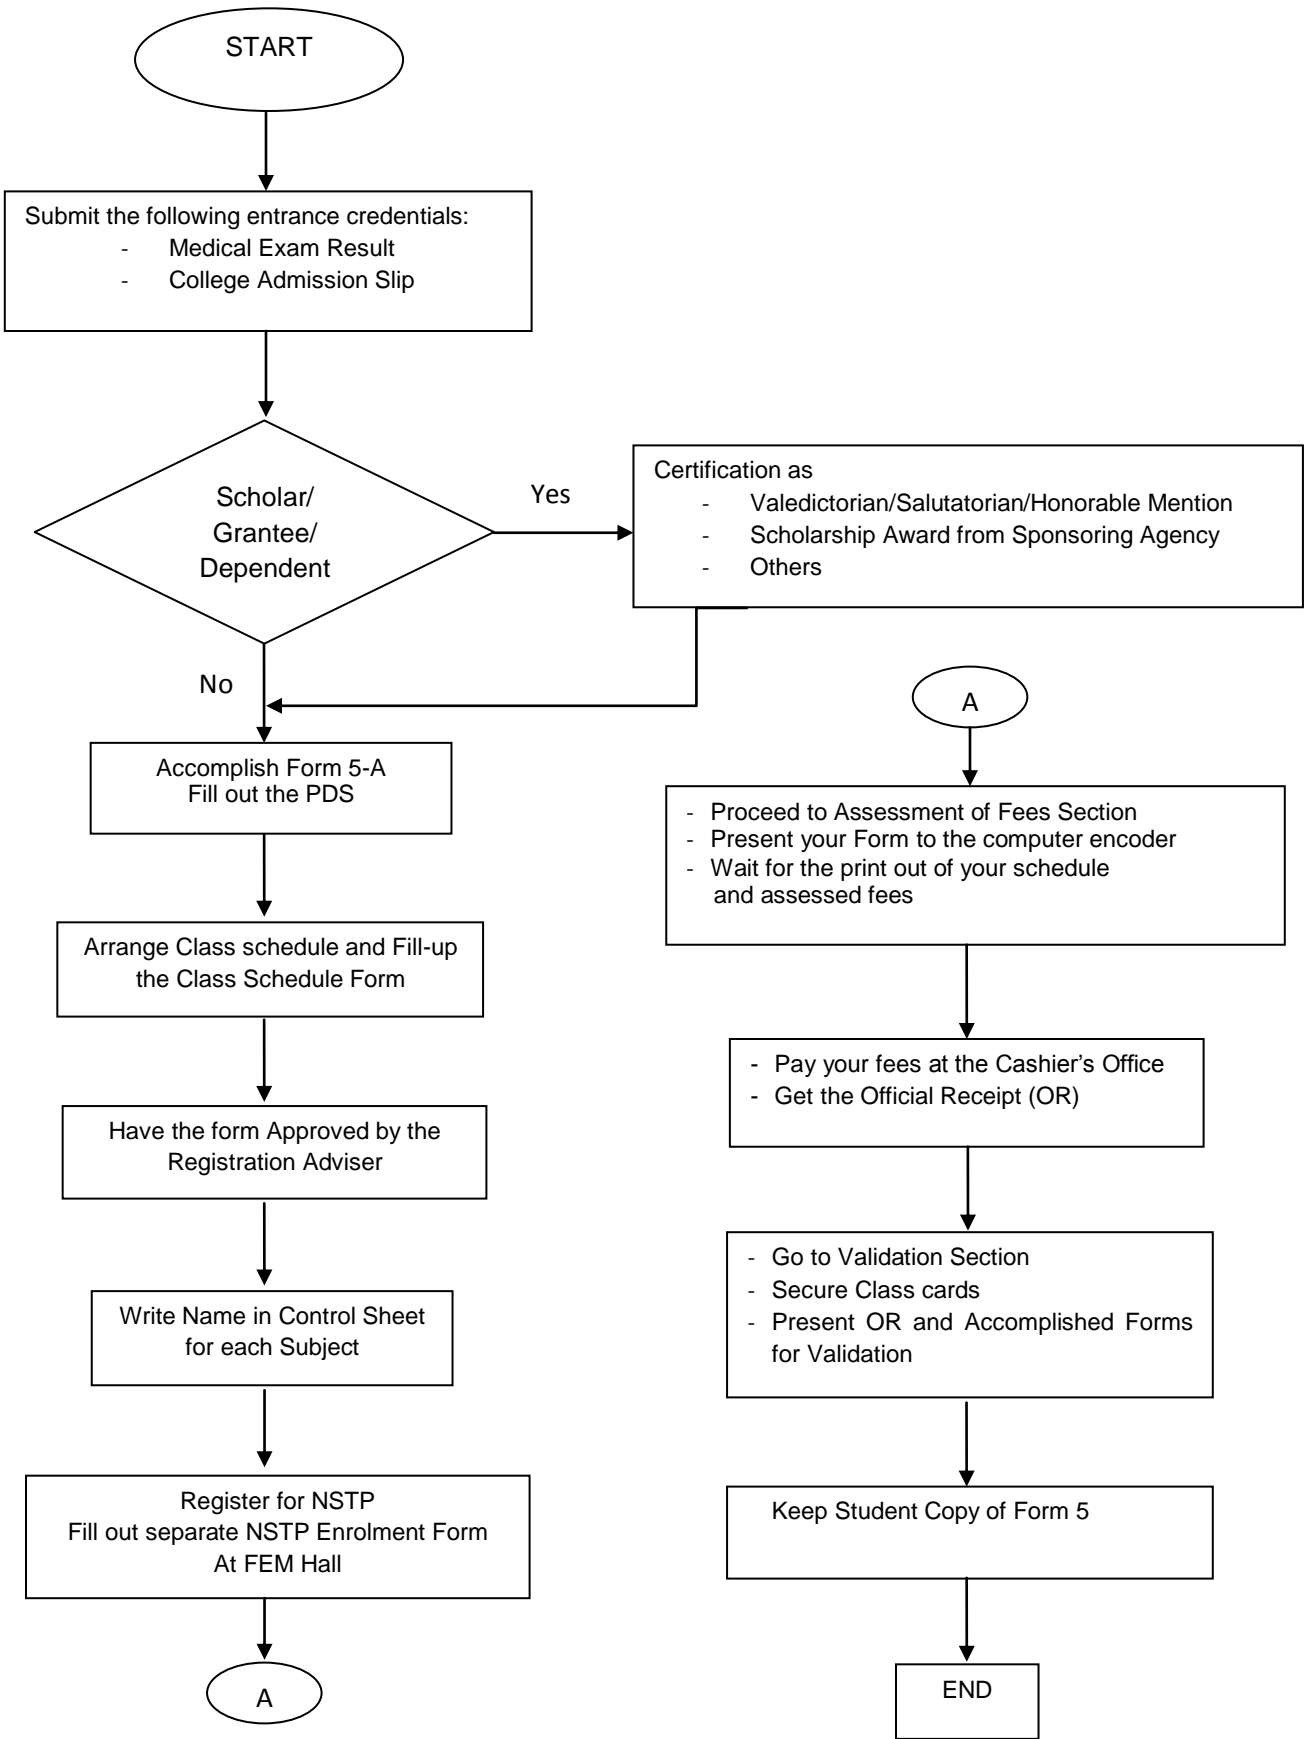 START
Submit the following entrance credentials:
- Medical Exam Result
- College Admission Slip
Scholar/
Grantee/
Dependent
Yes
Certification as
- Valedictorian/Salutatorian/Honorable Mention
- Scholarship Award from Sponsoring Agency
- Others
No
Accomplish Form 5-A
Fill out the PDS
Arrange Class schedule and Fill-up
the Class Schedule Form
Have the form Approved by the
Registration Adviser
Write Name in Control Sheet
for each Subject
Register for NSTP
Fill out separate NSTP Enrolment Form
At FEM Hall
A
A
- Proceed to Assessment of Fees Section
- Present your Form to the computer encoder
- Wait for the print out of your schedule
and assessed fees
- Pay your fees at the Cashier’s Office
- Get the Official Receipt (OR)
- Go to Validation Section
- Secure Class cards
- Present OR and Accomplished Forms
for Validation
Keep Student Copy of Form 5
END